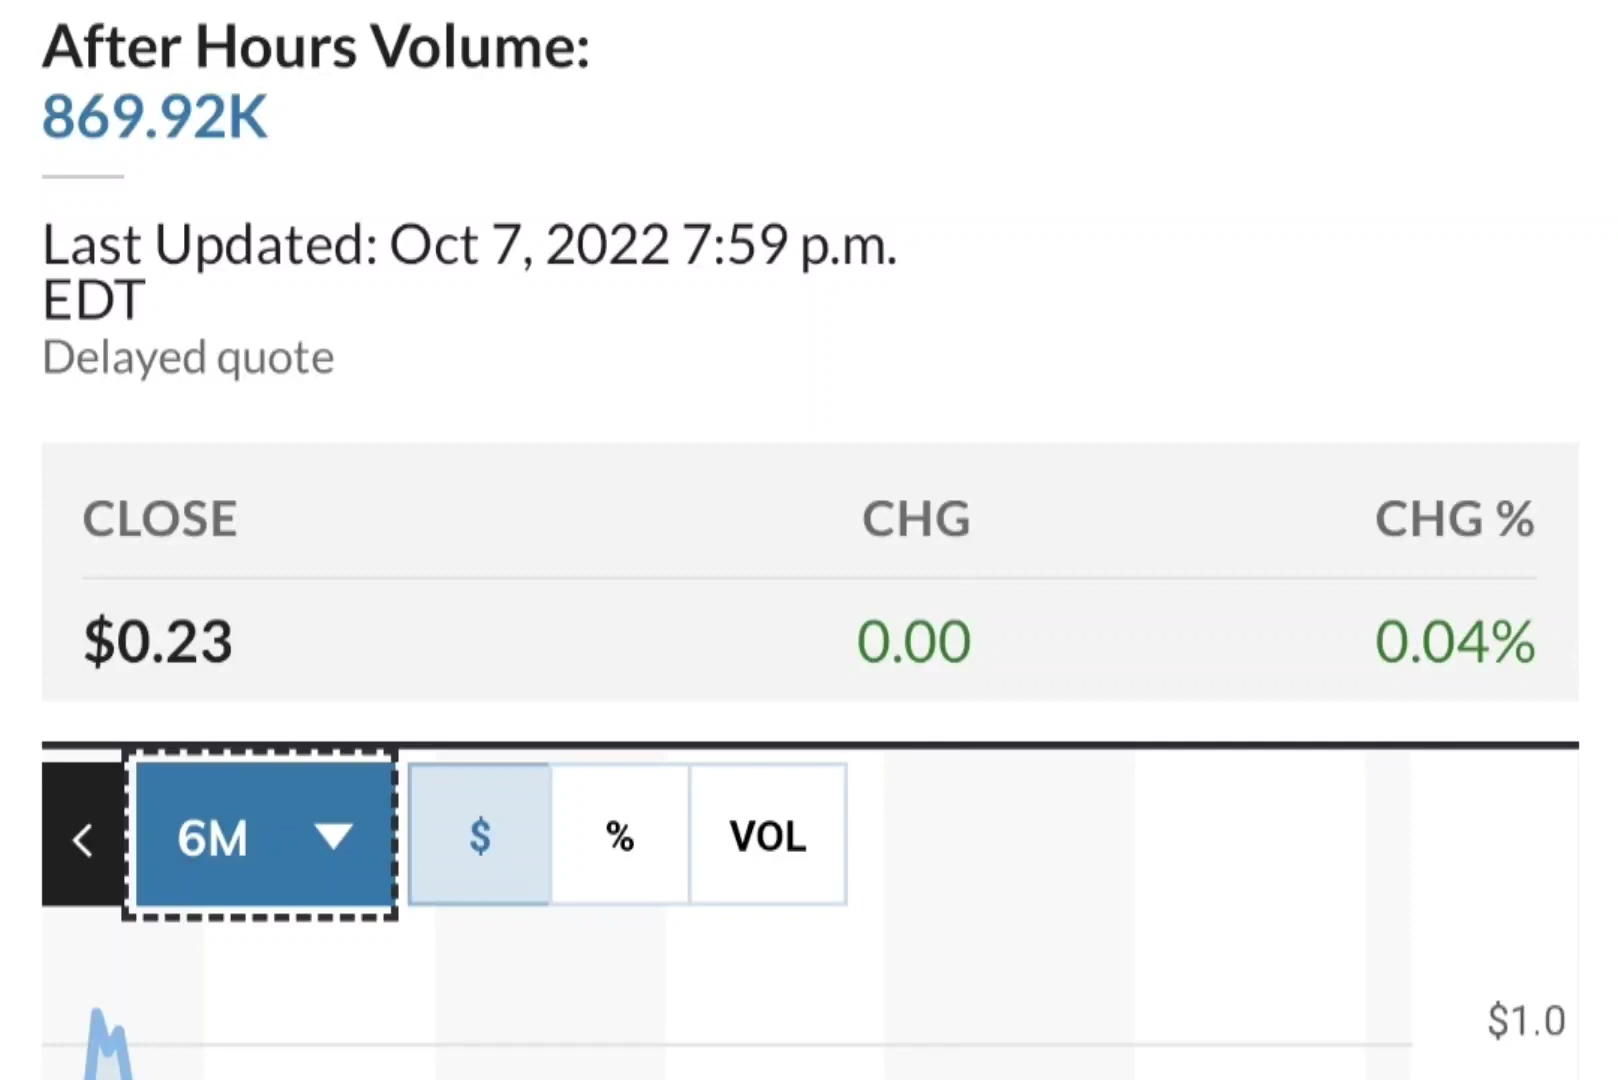 After Hours Volume:
869.92K
Last Updated: Oct 7, 2022 7:59 p.m.
EDT
Delayed quote
CLOSE CHG CHG %
$0.23 0.00 0.04%
6M $ % VOL
$1.0